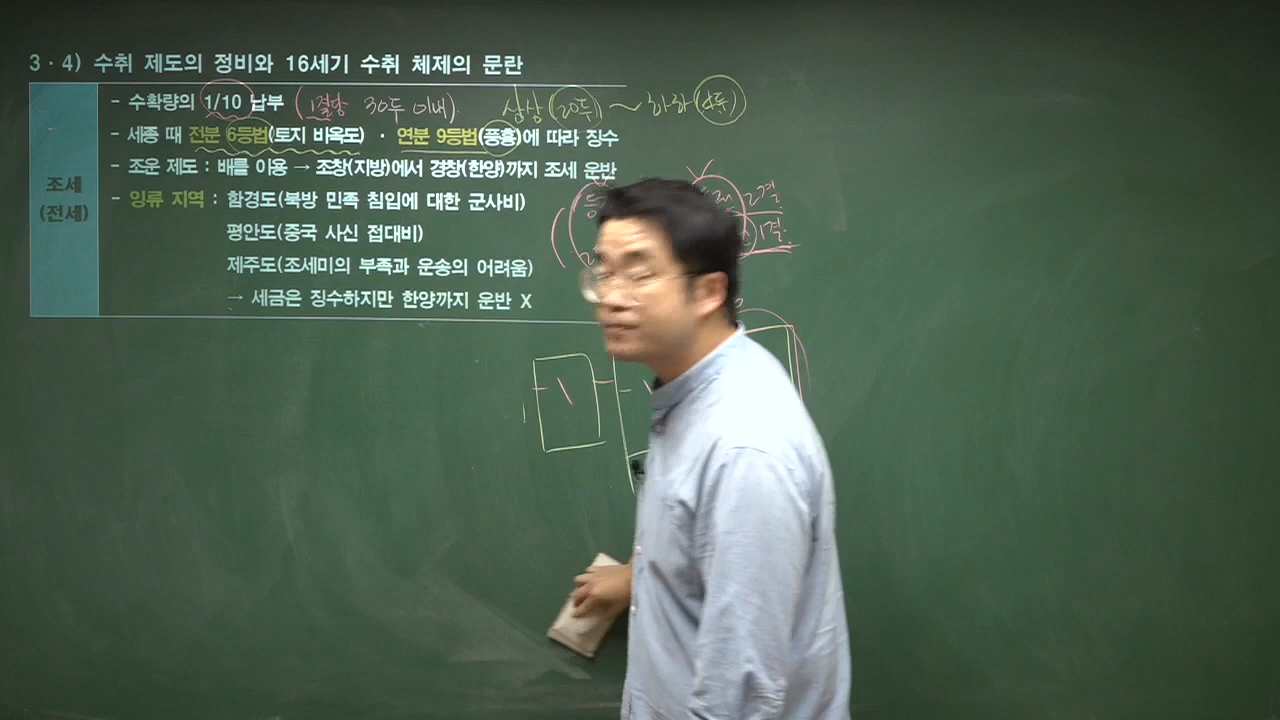 3·4) 수취 제도의 정비와 16세기 수취 체제의 문란
조세
(전세)
- 수확량의 1/10 납부 (1결당 30두 이내) 상상(20두) ~ 하하(4두)
- 세종 때 전분 6등법(토지 비옥도) · 연분 9등법(풍흉)에 따라 징수
- 조운 제도 : 배를 이용 → 조창(지방)에서 경창(한양)까지 조세 운반
- 잉류 지역 : 함경도(북방 민족 침입에 대한 군사비)
평안도(중국 사신 접대비)
제주도(조세미의 부족과 운송의 어려움)
→ 세금은 징수하지만 한양까지 운반 X
2결
1결